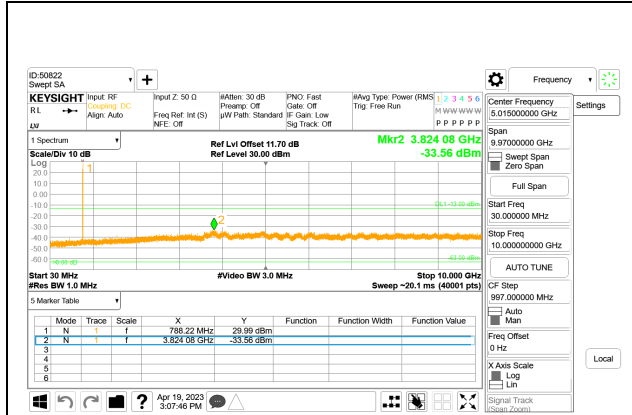 ID:50822
Swept SA
Frequency
KEYSIGHT
RL
Input: RF
Coupling: DC
Align: Auto
Input Z: 50 Ω
Freq Ref: Int (S)
NFE: Off
#Atten: 30 dB
Preamp: Off
µW Path: Standard
PNO: Fast
Gate: Off
IF Gain: Low
Sig Track: Off
#Avg Type: Power (RMS
Trig: Free Run
1 2 3 4 5 6
M W W W W W
P P P P P P
LXI
1 Spectrum
Scale/Div 10 dB
Ref Lvl Offset 11.70 dB
Ref Level 30.00 dBm
Mkr2 3.824 08 GHz
-33.56 dBm
Log
1
20.0
10.0
0.00
-10.0
DL1 -13.00 dBm
-20.0
2
-30.0
-40.0
-50.0
-60.0
Start 30 MHz
#Res BW 1.0 MHz
#Video BW 3.0 MHz
Stop 10.000 GHz
Sweep ~20.1 ms (40001 pts)
5 Marker Table
Mode Trace Scale X Y Function Function Width Function Value
1 N 1 f 788.22 MHz 29.99 dBm
2 N 1 f 3.824 08 GHz -33.56 dBm
3
4
5
6
Apr 19, 2023
3:07:46 PM
Center Frequency
5.015000000 GHz
Settings
Span
9.97000000 GHz
Swept Span
Zero Span
Full Span
Start Freq
30.000000 MHz
Stop Freq
10.00000000 GHz
AUTO TUNE
CF Step
997.000000 MHz
Auto
Man
Freq Offset
0 Hz
X Axis Scale
Log
Lin
Local
Signal Track
(Span Zoom)